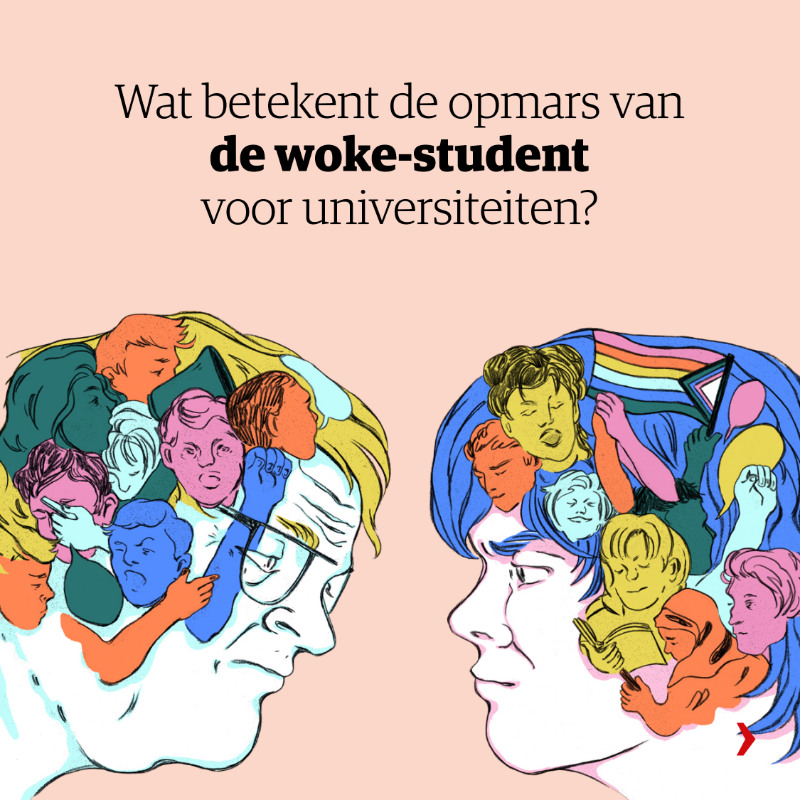 Wat betekent de opmars van
de woke-student
voor universiteiten?